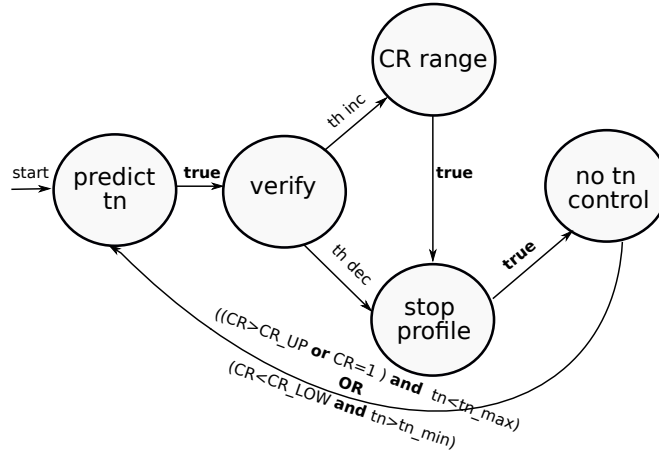 CR range
th inc
start
predict
tn
true
verify
true
no tn
control
th dec
true
stop
profile
((CR>CR_UP or CR=1 ) and tn<tn_max)
OR
(CR<CR_LOW and tn>tn_min)